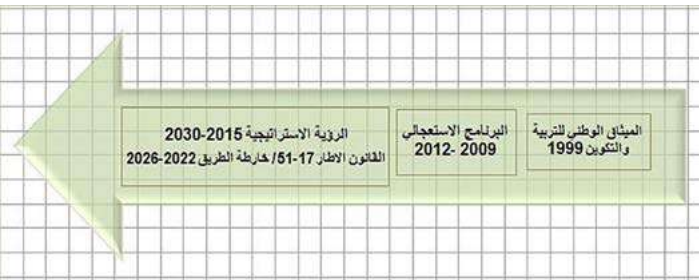 الميثاق الوطني للتربية
والتكوين 1999
البرنامج الاستعجالي
2009 -2012
الرؤية الاستراتيجية 2015-2030
القانون الاطار 17-51/ خارطة الطريق 2022-2026